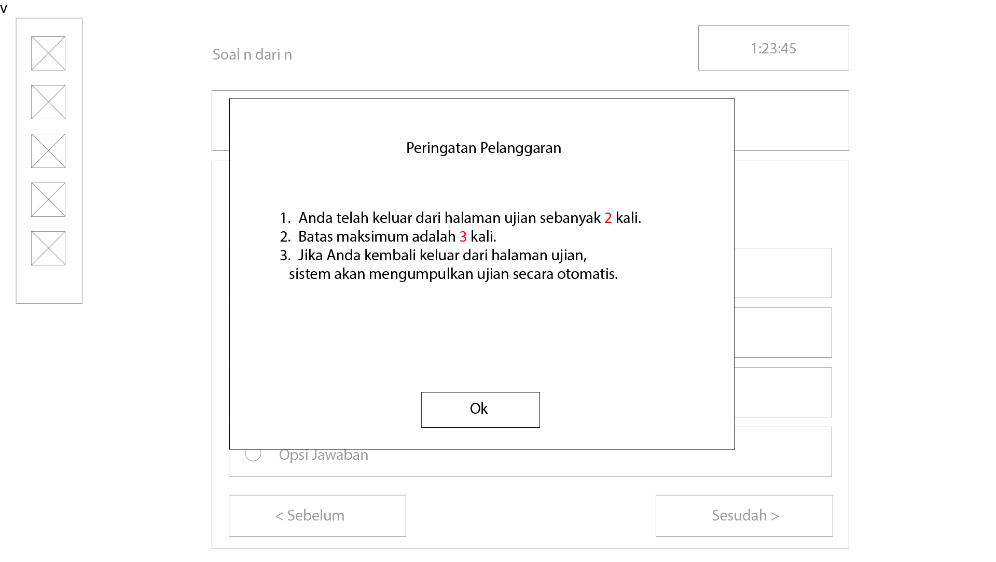 v
Soal n dari n
1:23:45
Peringatan Pelanggaran
1. Anda telah keluar dari halaman ujian sebanyak 2 kali.
2. Batas maksimum adalah 3 kali.
3. Jika Anda kembali keluar dari halaman ujian,
sistem akan mengumpulkan ujian secara otomatis.
Ok
Opsi Jawaban
< Sebelum
Sesudah >